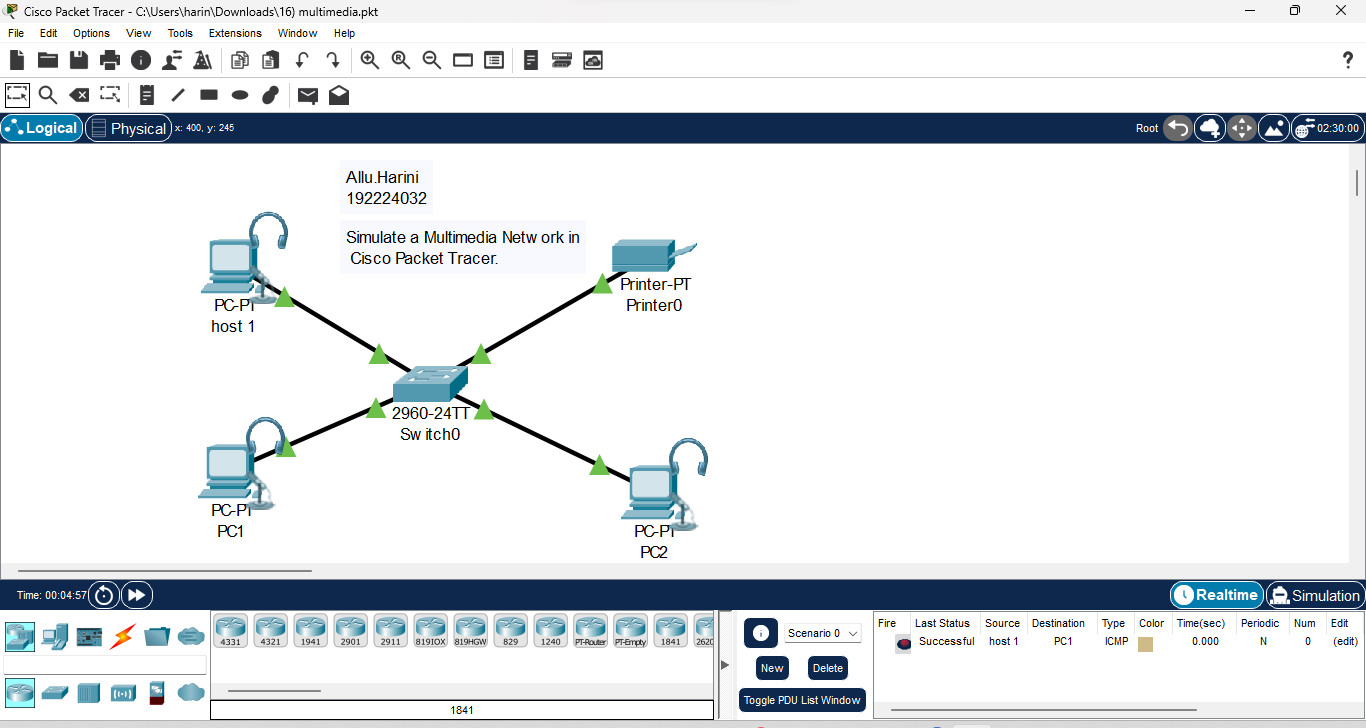 Cisco Packet Tracer - C:\Users\harin\Downloads\16) multimedia.pkt
File Edit Options View Tools Extensions Window Help
?
Logical Physical x: 400, y: 245 Root 02:30:00
Allu.Harini
192224032
Simulate a Multimedia Netw ork in
Cisco Packet Tracer.
Printer-PT
Printer0
PC-PT
host 1
2960-24TT
Sw itch0
PC-PT
PC1
PC-PT
PC2
Time: 00:04:57 Realtime Simulation
4331 4321 1941 2901 2911 819IOX 819HGW 829 1240 PT-Router PT-Empty 1841 2620
1841
Scenario 0
New Delete
Toggle PDU List Window
Fire Last Status Source Destination Type Color Time(sec) Periodic Num Edit
Successful host 1 PC1 ICMP 0.000 N 0 (edit)